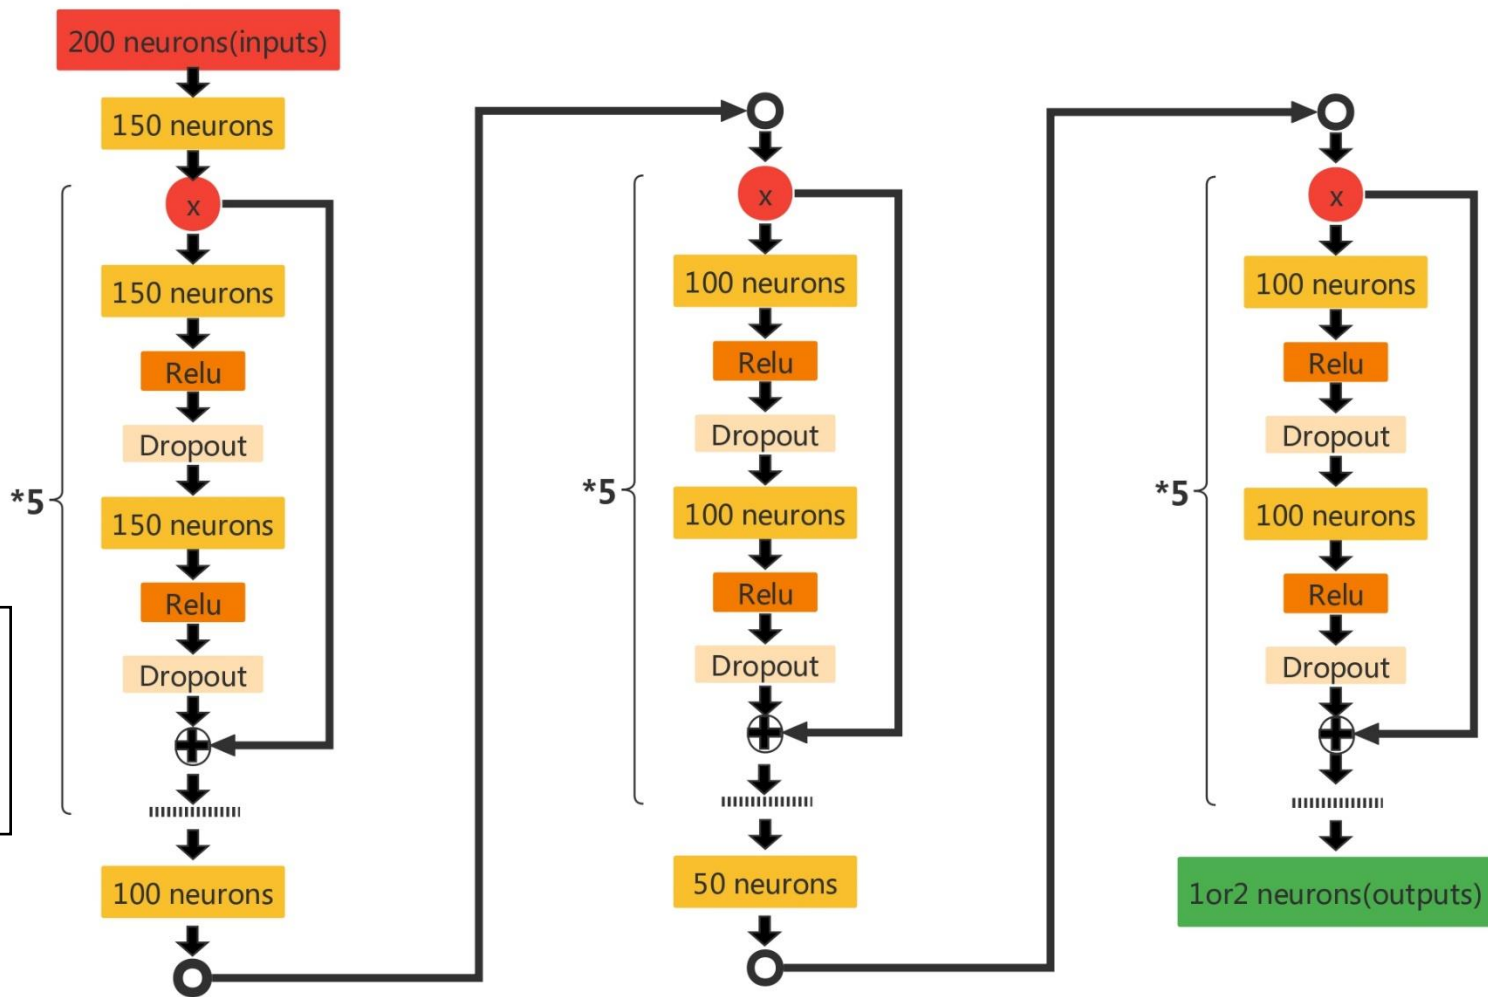 200 neurons(inputs)
150 neurons
x
150 neurons
Relu
Dropout
*5
150 neurons
Relu
Dropout
100 neurons
x
100 neurons
Relu
Dropout
*5
100 neurons
Relu
Dropout
50 neurons
x
100 neurons
Relu
Dropout
*5
100 neurons
Relu
Dropout
1or2 neurons(outputs)